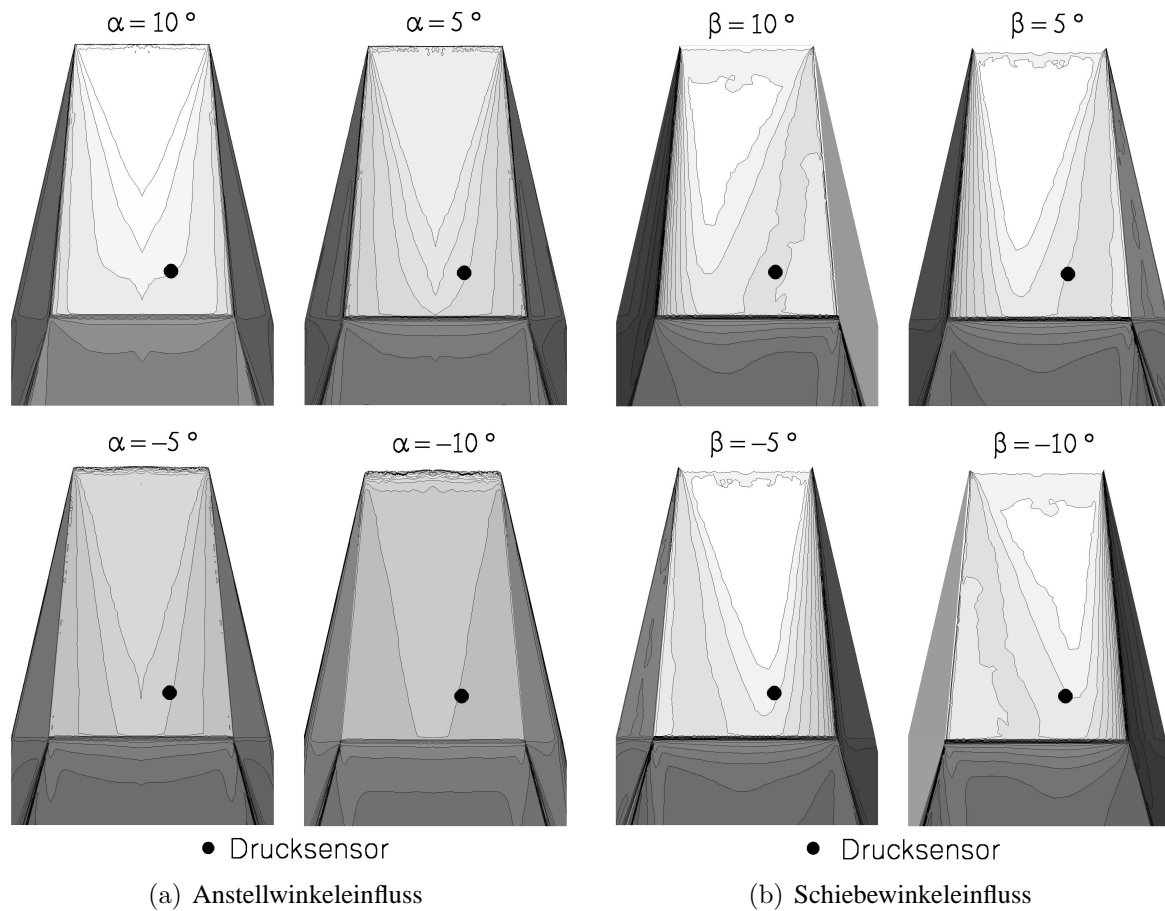 α = 10 °
α = 5 °
β = 10 °
β = 5 °
α = −5 °
α = −10 °
β = −5 °
β = −10 °
● Drucksensor
● Drucksensor
(a) Anstellwinkeleinfluss
(b) Schiebewinkeleinfluss